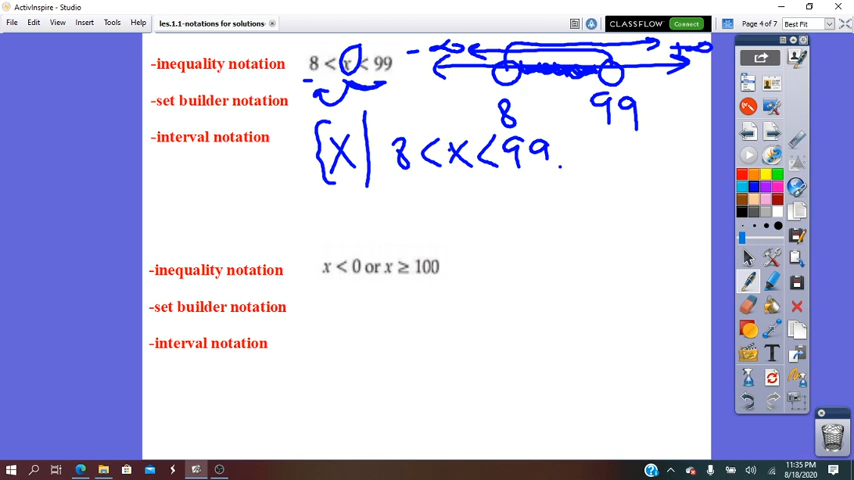 ActivInspire - Studio
File Edit View Insert Tools Help
les.1.1-notations for solutions-
CLASSFLOW Connect
Page 4 of 7 Best Fit
-inequality notation 8 < x < 99
- ∞ +∞
8 99
-set builder notation
-interval notation
{ X | 8 < x < 99.
-inequality notation x < 0 or x ≥ 100
-set builder notation
-interval notation
11:35 PM
8/18/2020